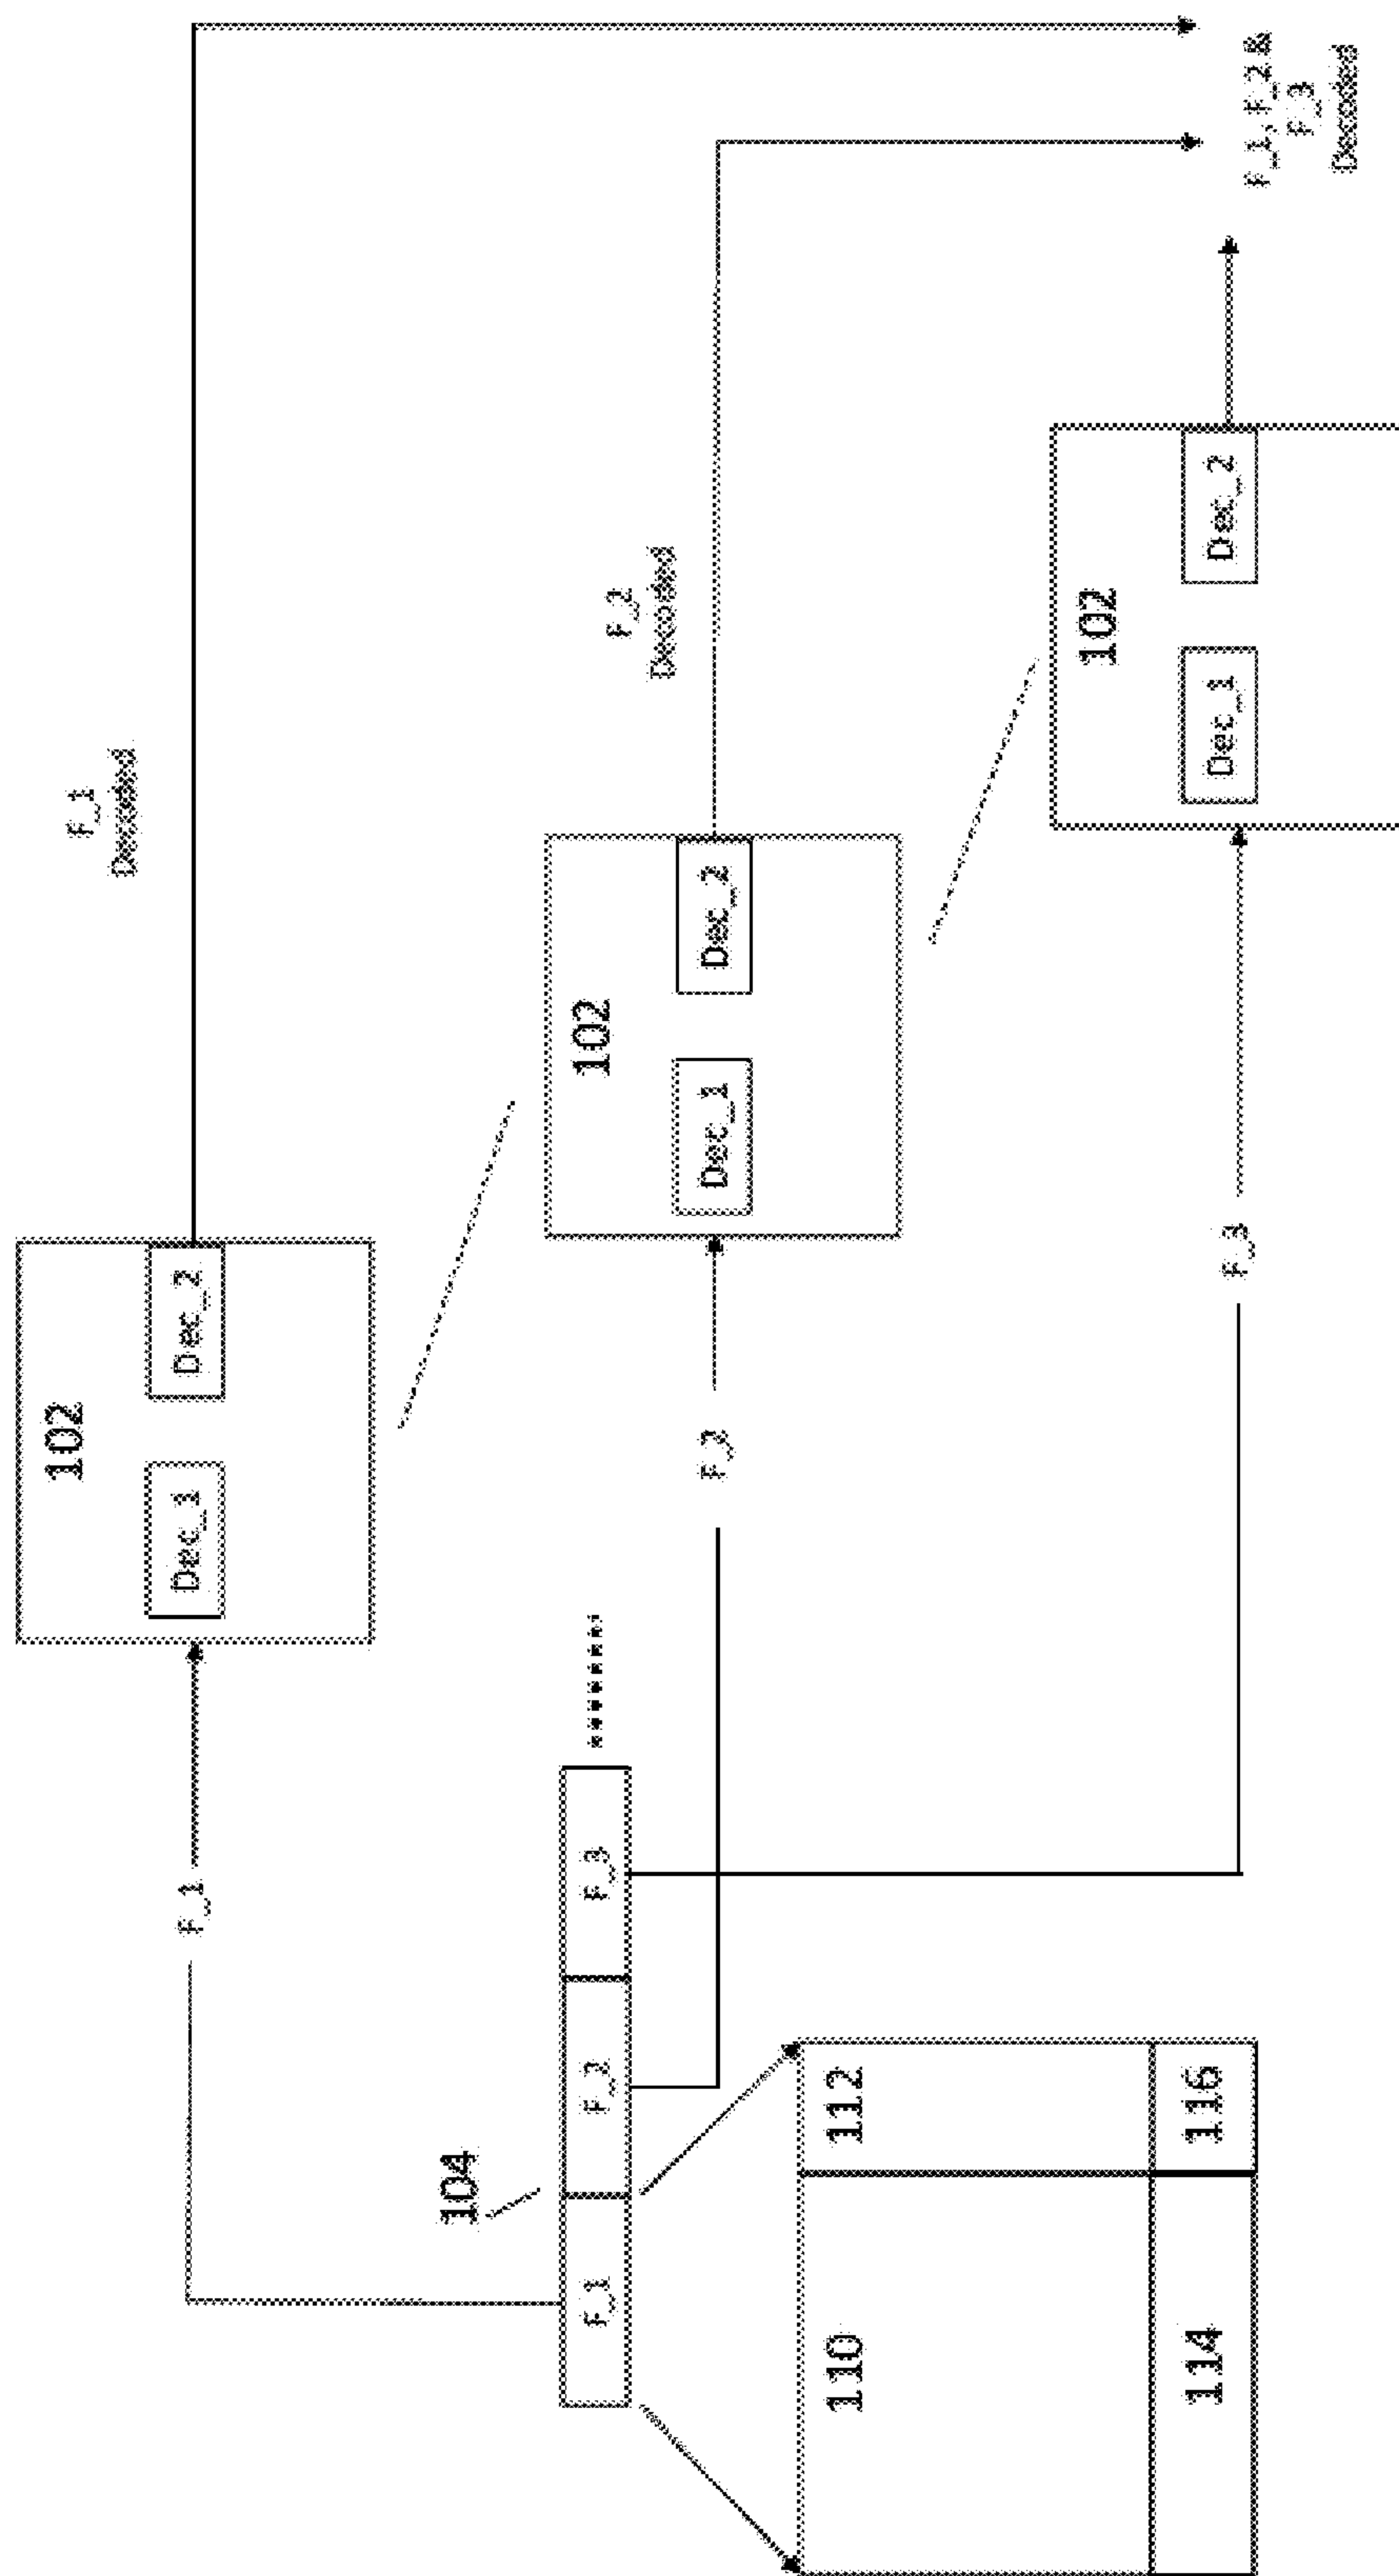 F_1
Decoded
102
Dec_1
Dec_2
F_1
F_2
Decoded
104
F_1
F_2
F_3
102
Dec_1
Dec_2
F_2
110
112
114
116
102
Dec_1
Dec_2
F_3
F_1, F_2 &
F_3
Decoded